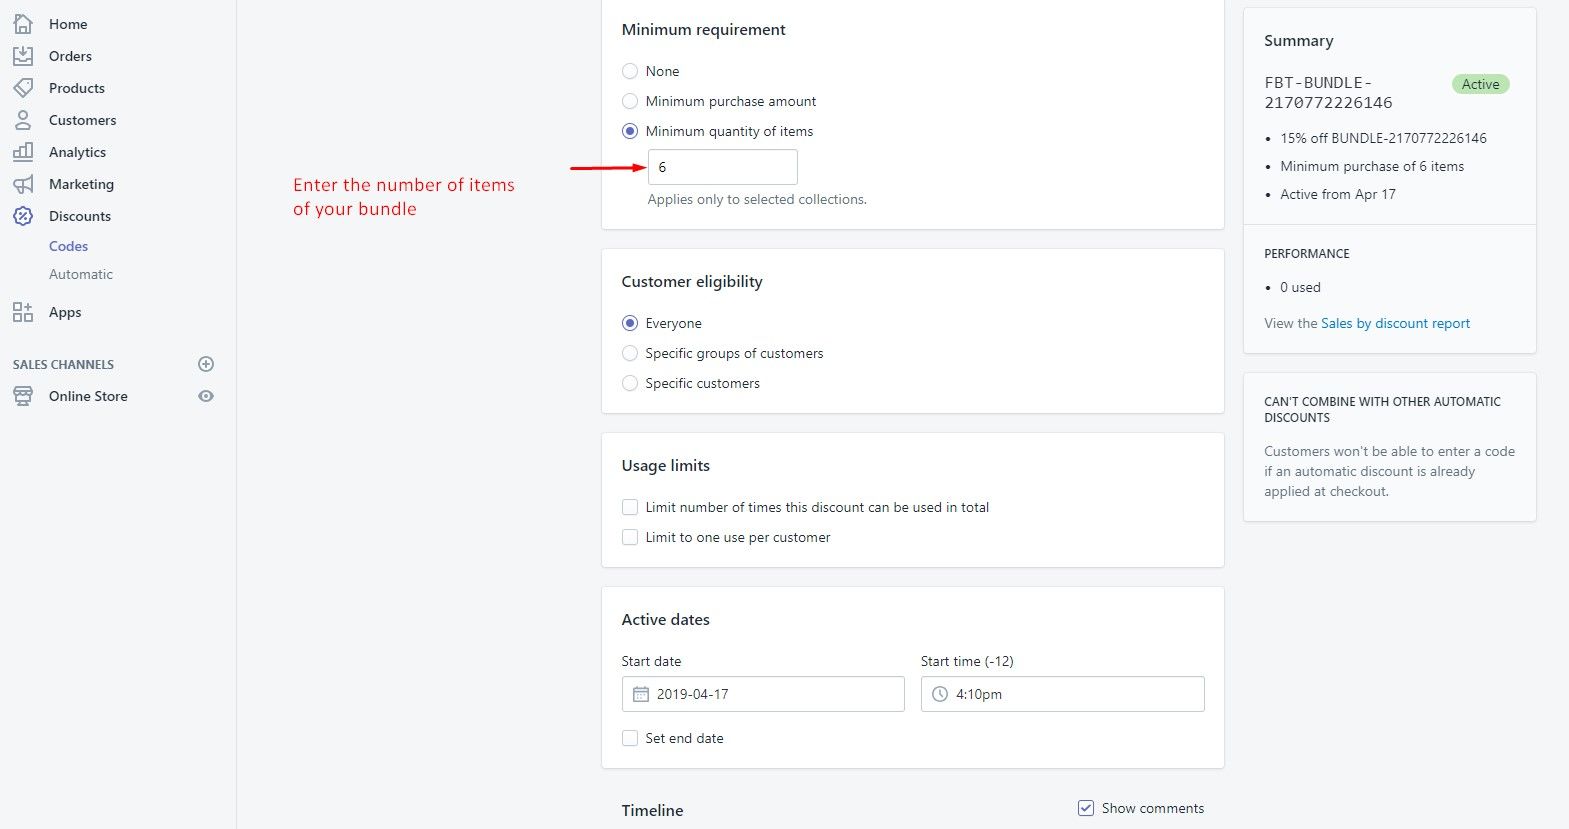 Home
Orders
Products
Customers
Analytics
Marketing
Discounts
Codes
Automatic
Apps
SALES CHANNELS
Online Store
Enter the number of items
of your bundle
Minimum requirement
None
Minimum purchase amount
Minimum quantity of items
6
Applies only to selected collections.
Customer eligibility
Everyone
Specific groups of customers
Specific customers
Usage limits
Limit number of times this discount can be used in total
Limit to one use per customer
Active dates
Start date
Start time (-12)
2019-04-17
4:10pm
Set end date
Timeline
Show comments
Summary
FBT-BUNDLE-
2170772226146
Active
• 15% off BUNDLE-2170772226146
• Minimum purchase of 6 items
• Active from Apr 17
PERFORMANCE
• 0 used
View the Sales by discount report
CAN'T COMBINE WITH OTHER AUTOMATIC
DISCOUNTS
Customers won't be able to enter a code
if an automatic discount is already
applied at checkout.